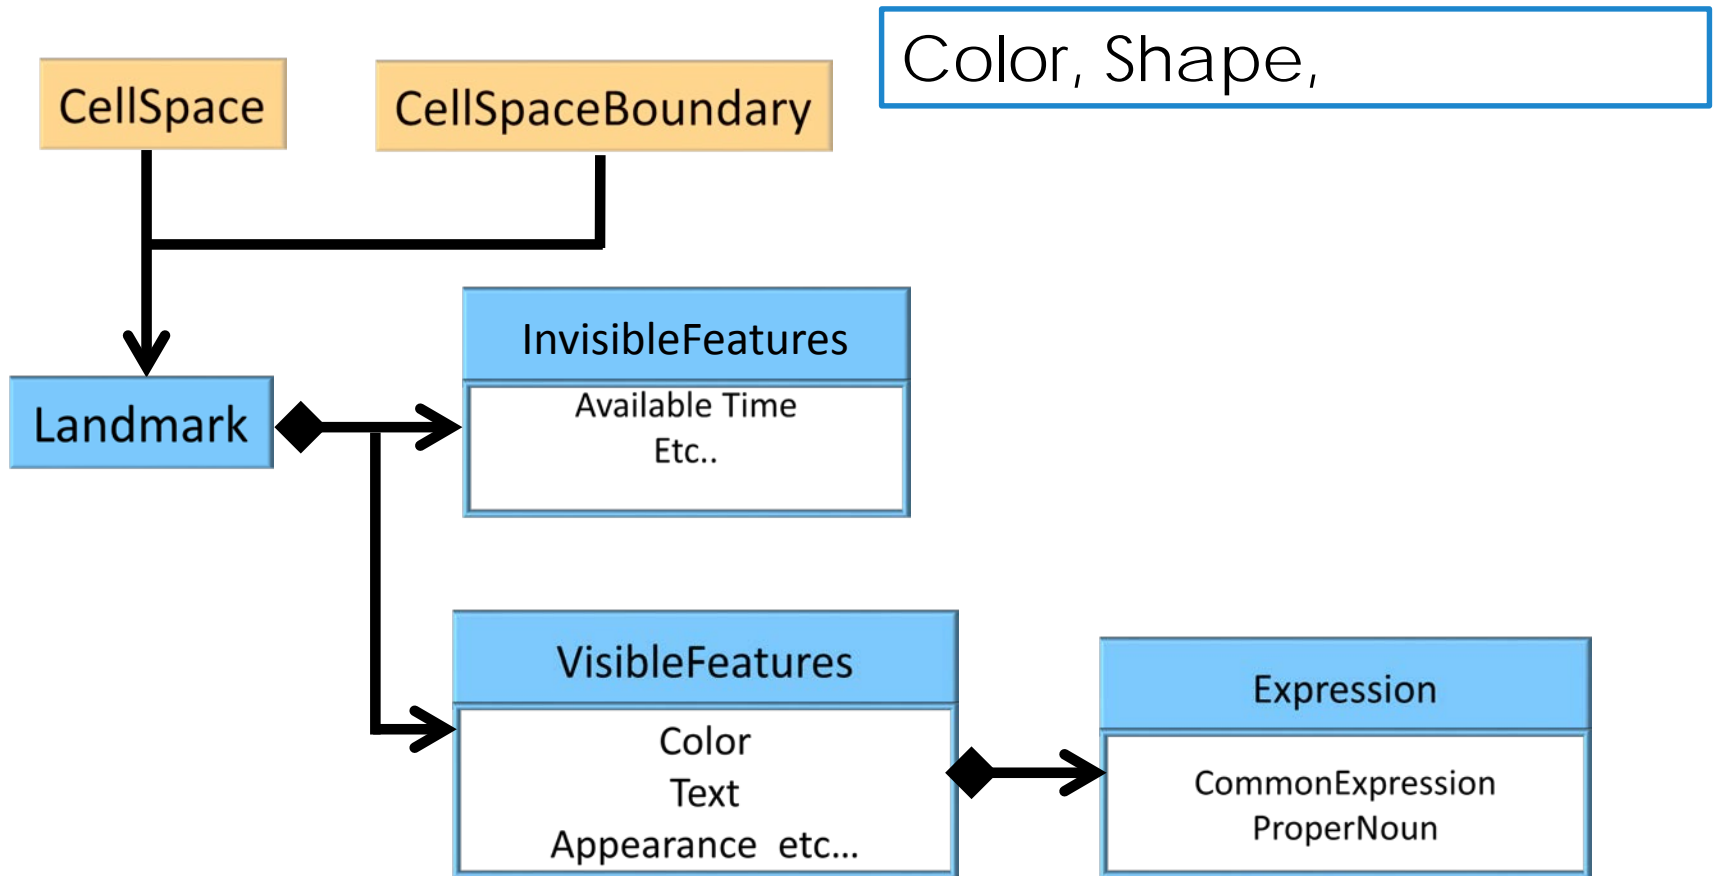 Color, Shape,
CellSpace
CellSpaceBoundary
InvisibleFeatures
Available Time
Etc..
Landmark
VisibleFeatures
Color
Text
Appearance  etc...
Expression
CommonExpression
ProperNoun